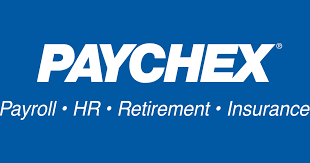 PAYCHEX®
Payroll • HR • Retirement • Insurance